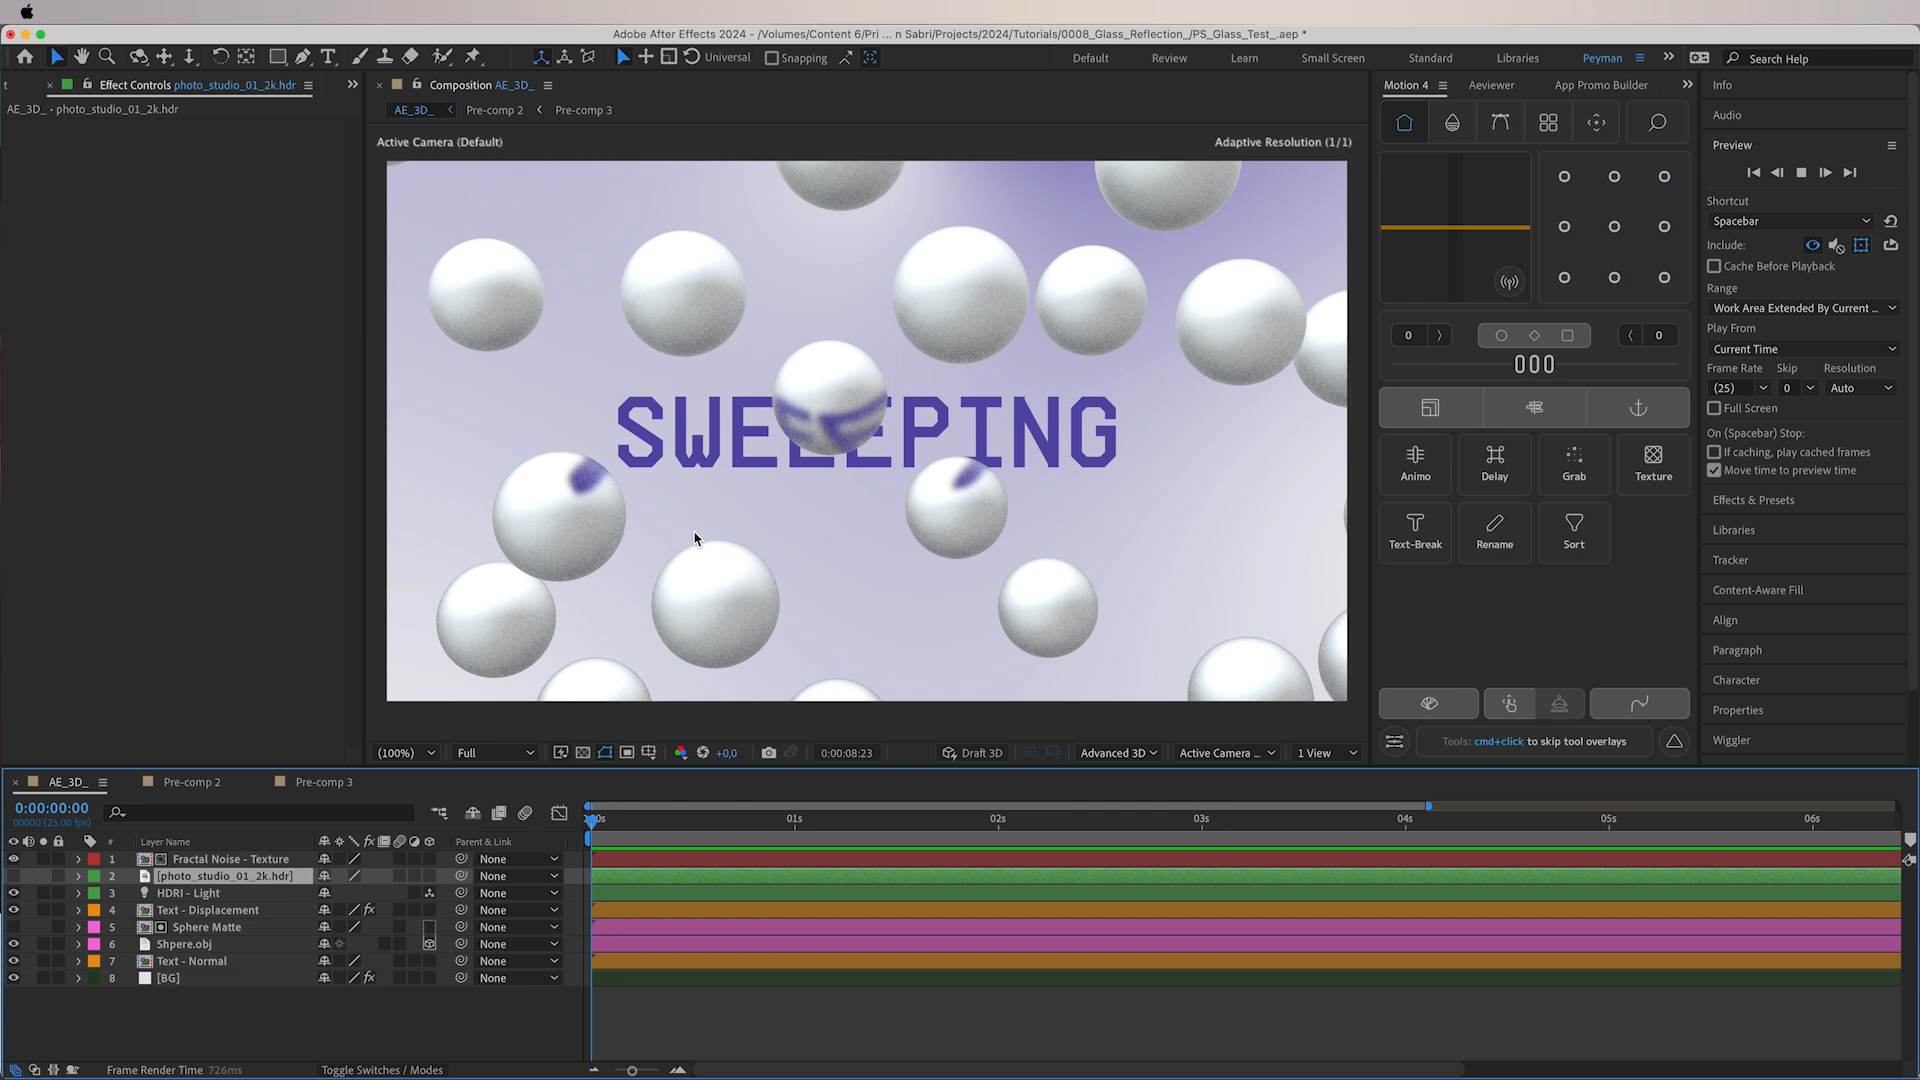 Adobe After Effects 2024 - /Volumes/Content 6/Pri ... n Sabri/Projects/2024/Tutorials/0008_Glass_Reflection_/PS_Glass_Test_.aep *
Universal
Snapping
Default
Review
Learn
Small Screen
Standard
Libraries
Peyman
Search Help
t
Effect Controls photo_studio_01_2k.hdr
AE_3D_ • photo_studio_01_2k.hdr
Composition AE_3D_
AE_3D_
Pre-comp 2
Pre-comp 3
Active Camera (Default)
Adaptive Resolution (1/1)
SWEEPING
(100%)
Full
+0,0
0:00:08:23
Draft 3D
Advanced 3D
Active Camera ...
1 View
Motion 4
Aeviewer
App Promo Builder
0
0
Animo
Delay
Grab
Texture
Text-Break
Rename
Sort
Tools: cmd+click to skip tool overlays
Info
Audio
Preview
Shortcut
Spacebar
Include:
Cache Before Playback
Range
Work Area Extended By Current ...
Play From
Current Time
Frame Rate Skip Resolution
(25)
0
Auto
Full Screen
On (Spacebar) Stop:
If caching, play cached frames
Move time to preview time
Effects & Presets
Libraries
Tracker
Content-Aware Fill
Align
Paragraph
Character
Properties
Wiggler
AE_3D_
Pre-comp 2
Pre-comp 3
0:00:00:00
00000 (25.00 fps)
01s
02s
03s
04s
05s
06s
# Layer Name
fx
Parent & Link
1 Fractal Noise - Texture None
2 [photo_studio_01_2k.hdr] None
3 HDRI - Light None
4 Text - Displacement fx None
5 Sphere Matte None
6 Shpere.obj None
7 Text - Normal None
8 [BG] fx None
Frame Render Time 726ms
Toggle Switches / Modes